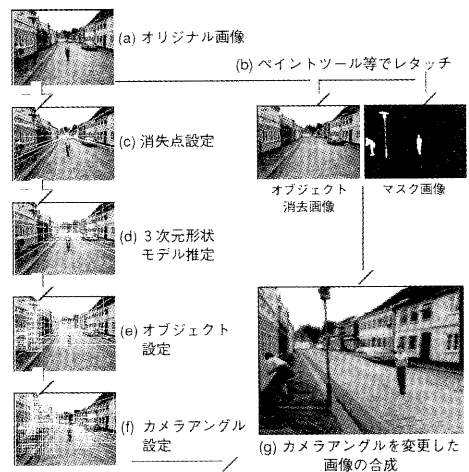 (a) オリジナル画像
(b) ペイントツール等でレタッチ
(c) 消失点設定
オブジェクト
消去画像
マスク画像
(d) 3次元形状
モデル推定
(e) オブジェクト
設定
(f) カメラアングル
設定
(g) カメラアングルを変更した
画像の合成